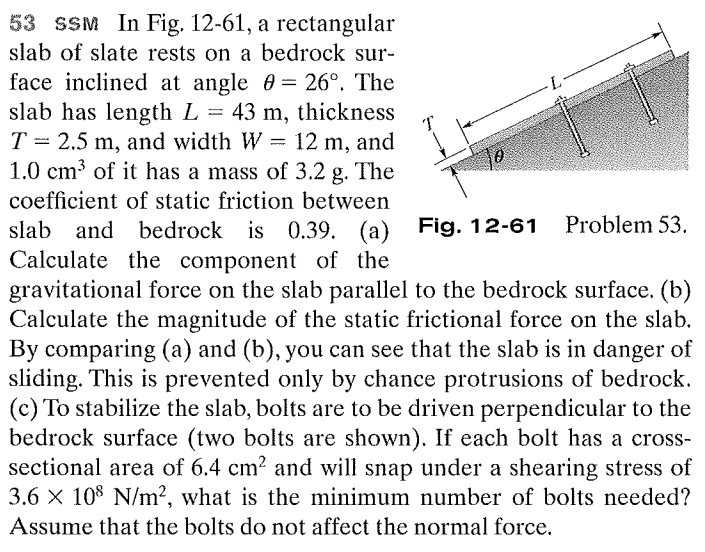 53 SSM In Fig. 12-61, a rectangular
slab of slate rests on a bedrock sur-
face inclined at angle θ = 26°. The
slab has length L = 43 m, thickness
T = 2.5 m, and width W = 12 m, and
1.0 cm³ of it has a mass of 3.2 g. The
coefficient of static friction between
slab and bedrock is 0.39. (a)
Calculate the component of the
L
T
θ
Fig. 12-61 Problem 53.
gravitational force on the slab parallel to the bedrock surface. (b)
Calculate the magnitude of the static frictional force on the slab.
By comparing (a) and (b), you can see that the slab is in danger of
sliding. This is prevented only by chance protrusions of bedrock.
(c) To stabilize the slab, bolts are to be driven perpendicular to the
bedrock surface (two bolts are shown). If each bolt has a cross-
sectional area of 6.4 cm² and will snap under a shearing stress of
3.6 × 10⁸ N/m², what is the minimum number of bolts needed?
Assume that the bolts do not affect the normal force.